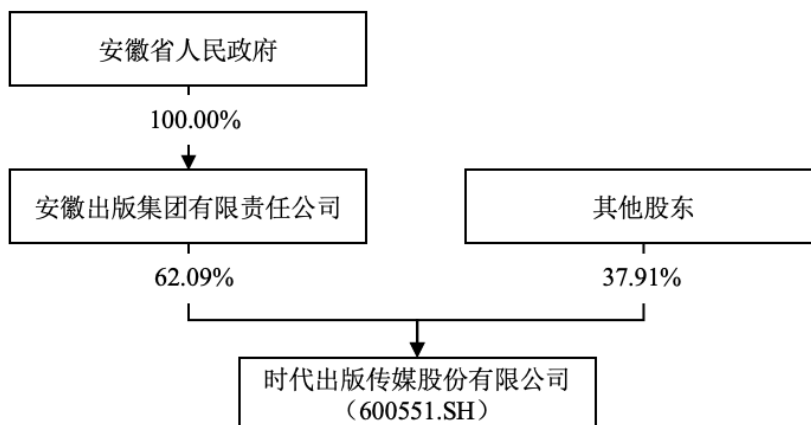 安徽省人民政府
100.00%
安徽出版集团有限责任公司
其他股东
62.09%
37.91%
时代出版传媒股份有限公司
（600551.SH）